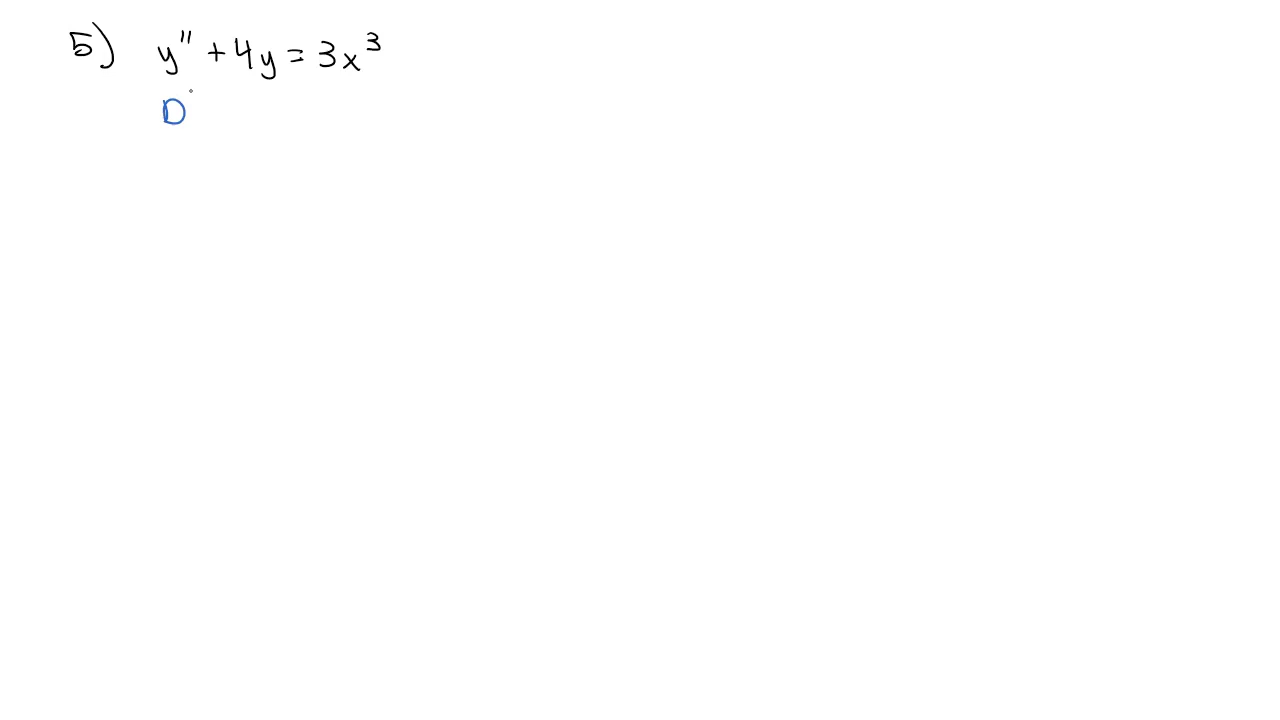 5) y" + 4y = 3x³
D